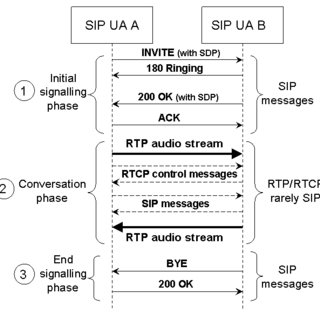 SIP UA A
SIP UA B
INVITE (with SDP)
180 Ringing
1
Initial
signalling
phase
200 OK (with SDP)
ACK
SIP
messages
RTP audio stream
RTCP control messages
2
Conversation
phase
SIP messages
RTP audio stream
RTP/RTCP
rarely SIP
3
End
signalling
phase
BYE
200 OK
SIP
messages